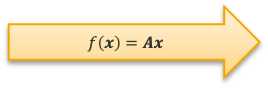 f(x) = Ax